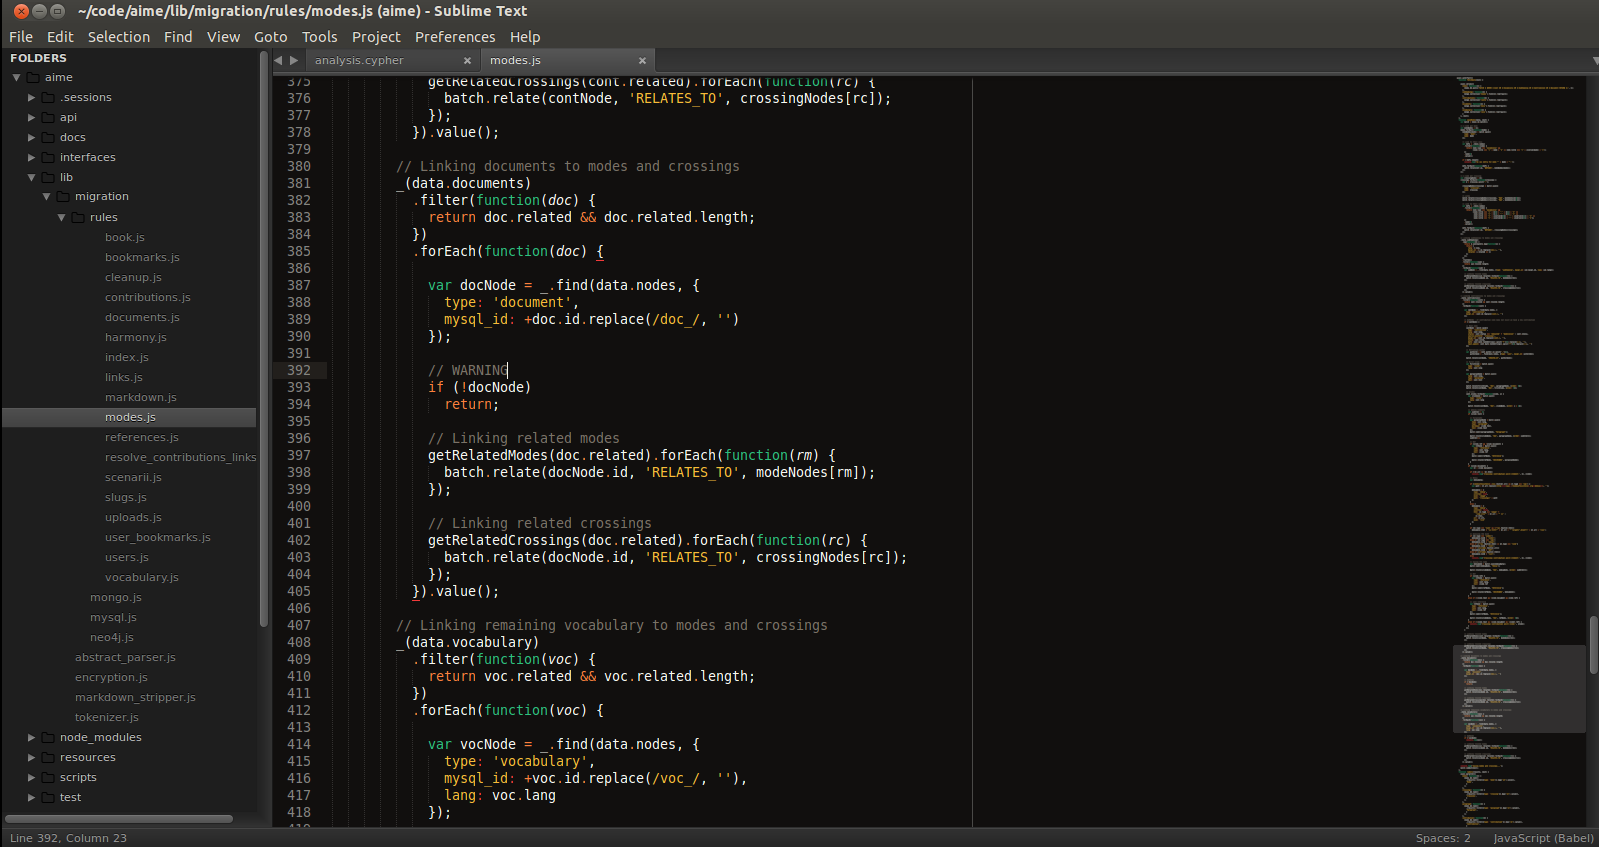 ~/code/aime/lib/migration/rules/modes.js (aime) - Sublime Text
File Edit Selection Find View Goto Tools Project Preferences Help
FOLDERS
aime
.sessions
api
docs
interfaces
lib
migration
rules
book.js
bookmarks.js
cleanup.js
contributions.js
documents.js
harmony.js
index.js
links.js
markdown.js
modes.js
references.js
resolve_contributions_links
scenarii.js
slugs.js
uploads.js
user_bookmarks.js
users.js
vocabulary.js
mongo.js
mysql.js
neo4j.js
abstract_parser.js
encryption.js
markdown_stripper.js
tokenizer.js
node_modules
resources
scripts
test
analysis.cypher
modes.js
375 getRelatedCrossings(cont.related).forEach(function(rc) {
376 batch.relate(contNode, 'RELATES_TO', crossingNodes[rc]);
377 });
378 }).value();
379
380 // Linking documents to modes and crossings
381 _(data.documents)
382 .filter(function(doc) {
383 return doc.related && doc.related.length;
384 })
385 .forEach(function(doc) {
386
387 var docNode = _.find(data.nodes, {
388 type: 'document',
389 mysql_id: +doc.id.replace(/doc_/, '')
390 });
391
392 // WARNING
393 if (!docNode)
394 return;
395
396 // Linking related modes
397 getRelatedModes(doc.related).forEach(function(rm) {
398 batch.relate(docNode.id, 'RELATES_TO', modeNodes[rm]);
399 });
400
401 // Linking related crossings
402 getRelatedCrossings(doc.related).forEach(function(rc) {
403 batch.relate(docNode.id, 'RELATES_TO', crossingNodes[rc]);
404 });
405 }).value();
406
407 // Linking remaining vocabulary to modes and crossings
408 _(data.vocabulary)
409 .filter(function(voc) {
410 return voc.related && voc.related.length;
411 })
412 .forEach(function(voc) {
413
414 var vocNode = _.find(data.nodes, {
415 type: 'vocabulary',
416 mysql_id: +voc.id.replace(/voc_/, ''),
417 lang: voc.lang
418 });
Line 392, Column 23
Spaces: 2 JavaScript (Babel)